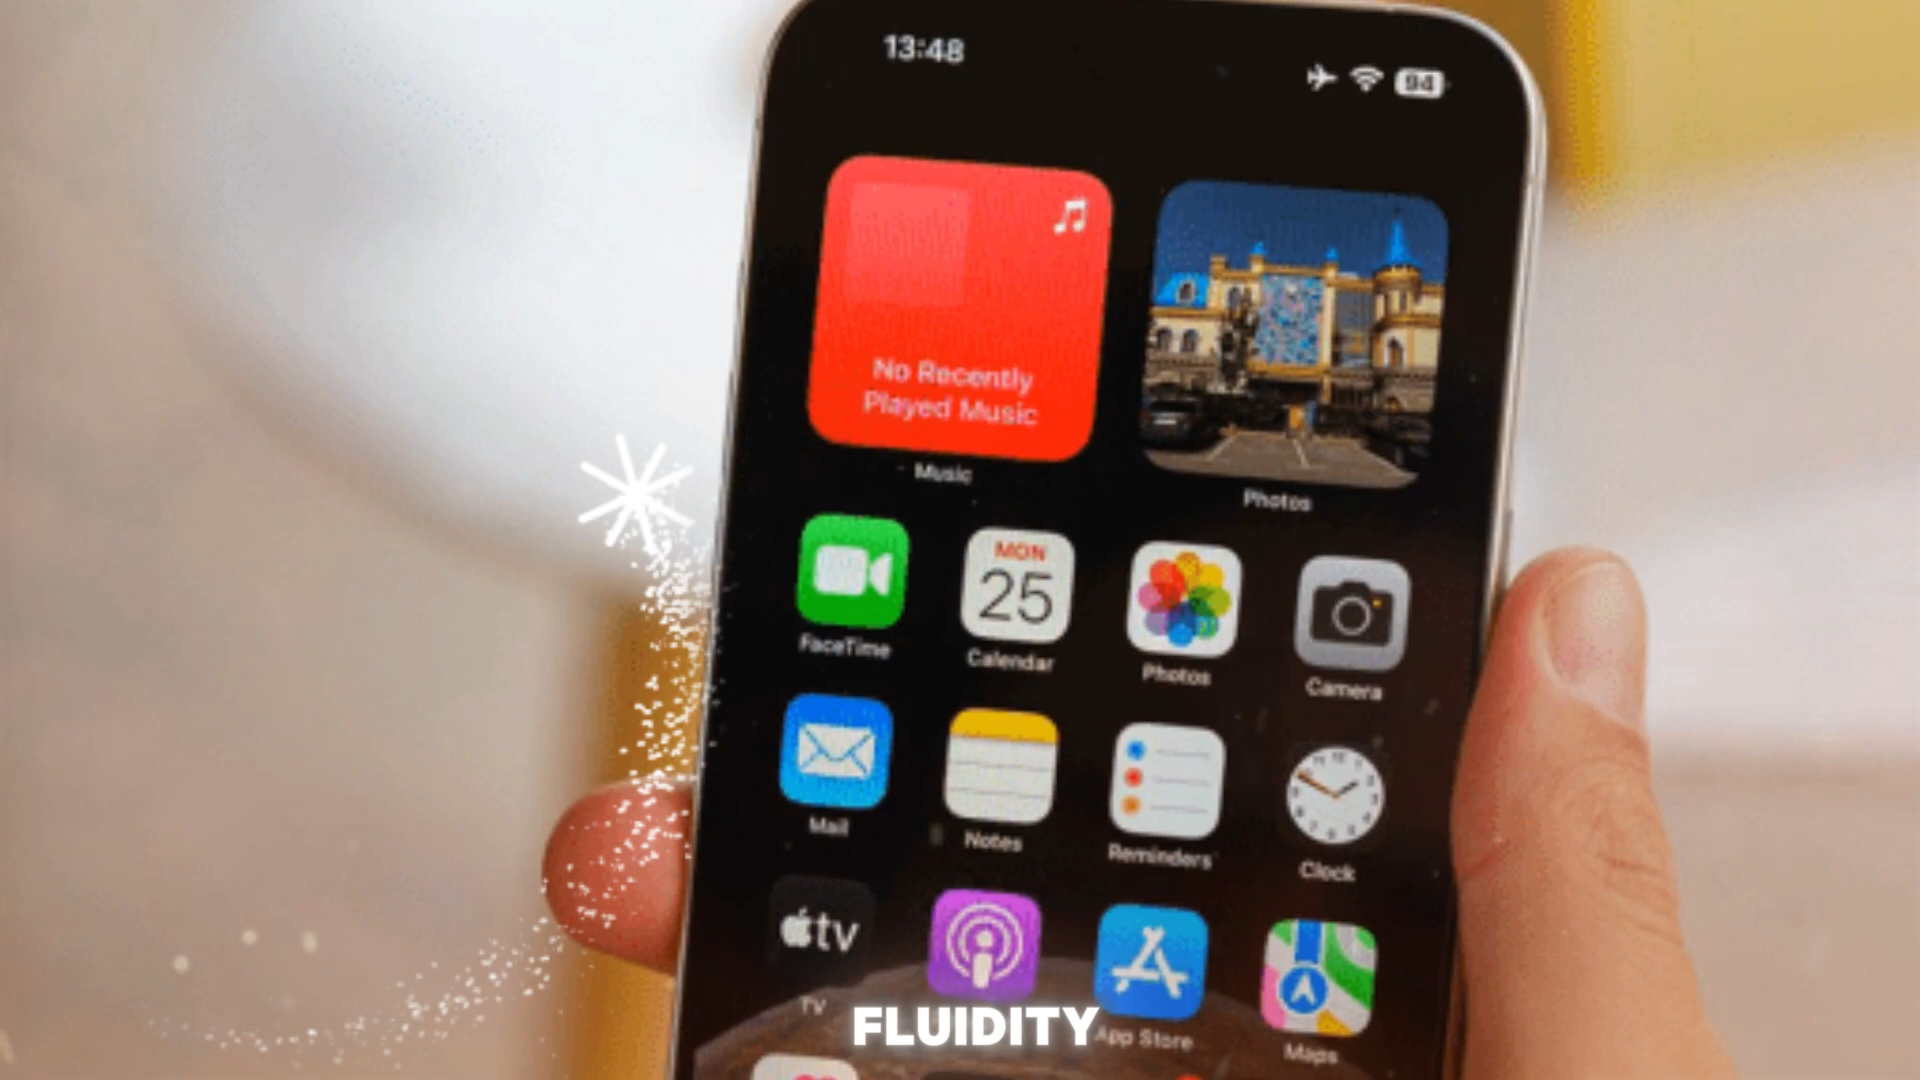 13:48
94
No Recently
Played Music
Music
Photos
MON
25
FaceTime
Calendar
Photos
Camera
Mail
Notes
Reminders
Clock
tv
TV
App Store
Maps
FLUIDITY